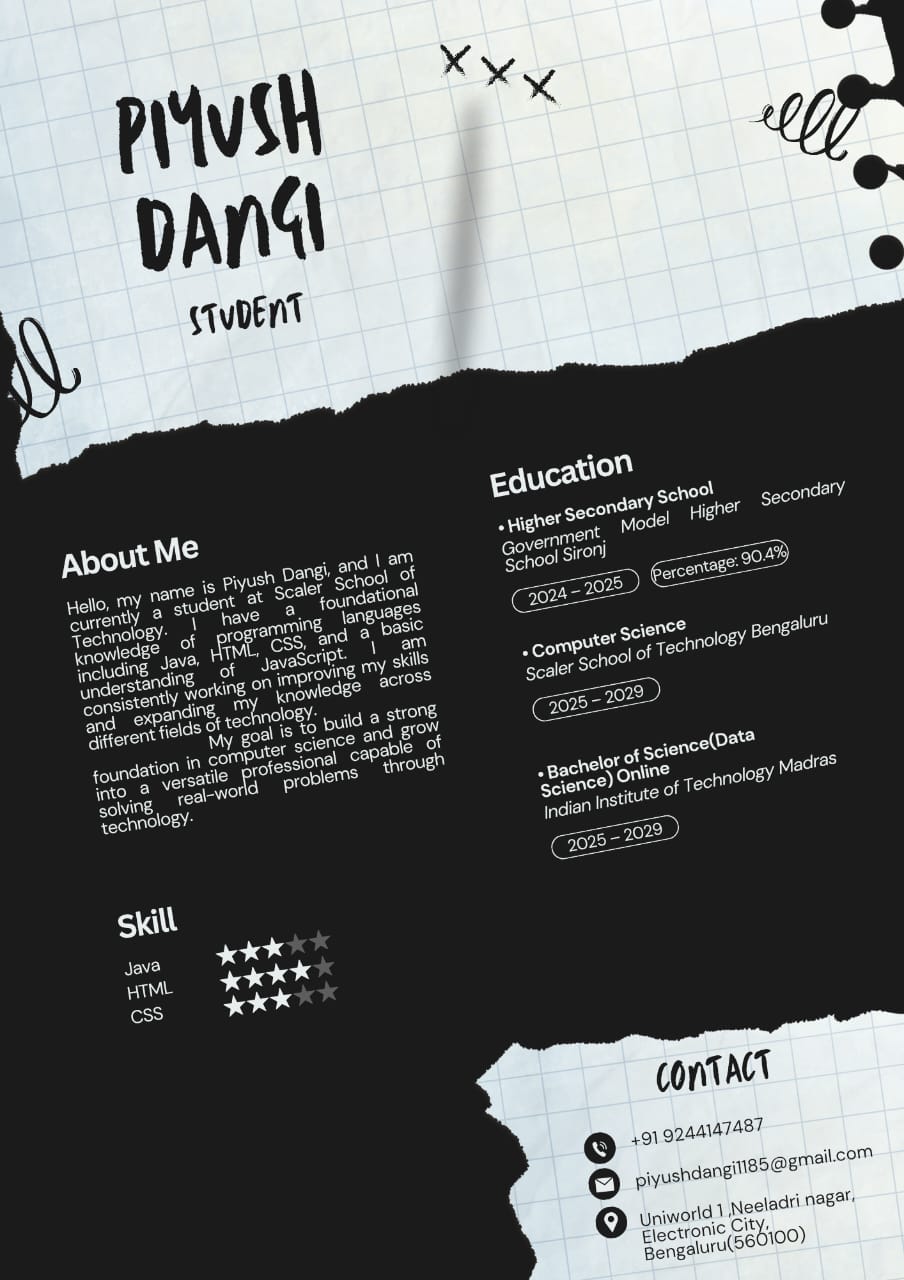 PIYUSH
DANGI
STUDENT
About Me
Hello, my name is Piyush Dangi, and I am
currently a student at Scaler School of
Technology. I have a foundational
knowledge of programming languages
including Java, HTML, CSS, and a basic
understanding of JavaScript. I am
consistently working on improving my skills
and expanding my knowledge across
different fields of technology.
My goal is to build a strong
foundation in computer science and grow
into a versatile professional capable of
solving real-world problems through
technology.
Skill
Java
HTML
CSS
Education
• Higher Secondary School
Government Model Higher Secondary
School Sironj
2024 – 2025
Percentage: 90.4%
• Computer Science
Scaler School of Technology Bengaluru
2025 – 2029
• Bachelor of Science(Data
Science) Online
Indian Institute of Technology Madras
2025 – 2029
CONTACT
+91 9244147487
piyushdangi1185@gmail.com
Uniworld 1 ,Neeladri nagar,
Electronic City,
Bengaluru(560100)